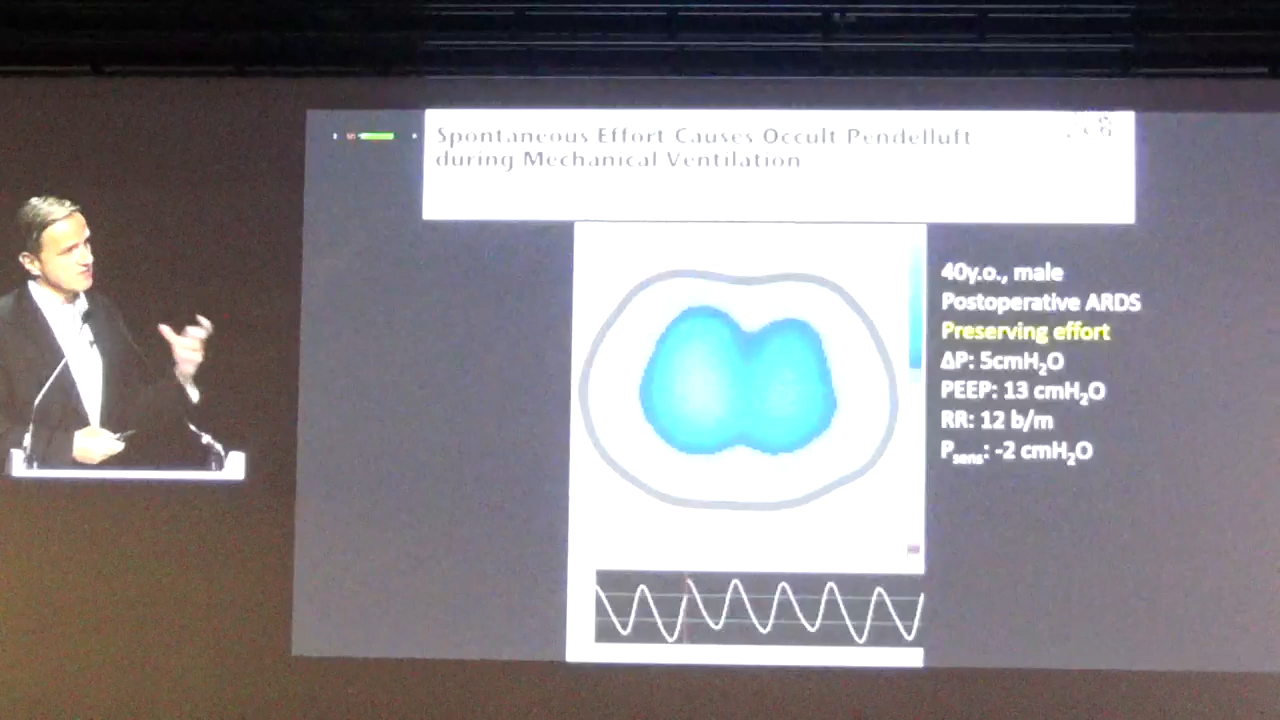 Spontaneous Effort Causes Occult Pendelluft
during Mechanical Ventilation
40y.o., male
Postoperative ARDS
Preserving effort
ΔP: 5cmH₂O
PEEP: 13 cmH₂O
RR: 12 b/m
Pₛₑₙₛ: -2 cmH₂O